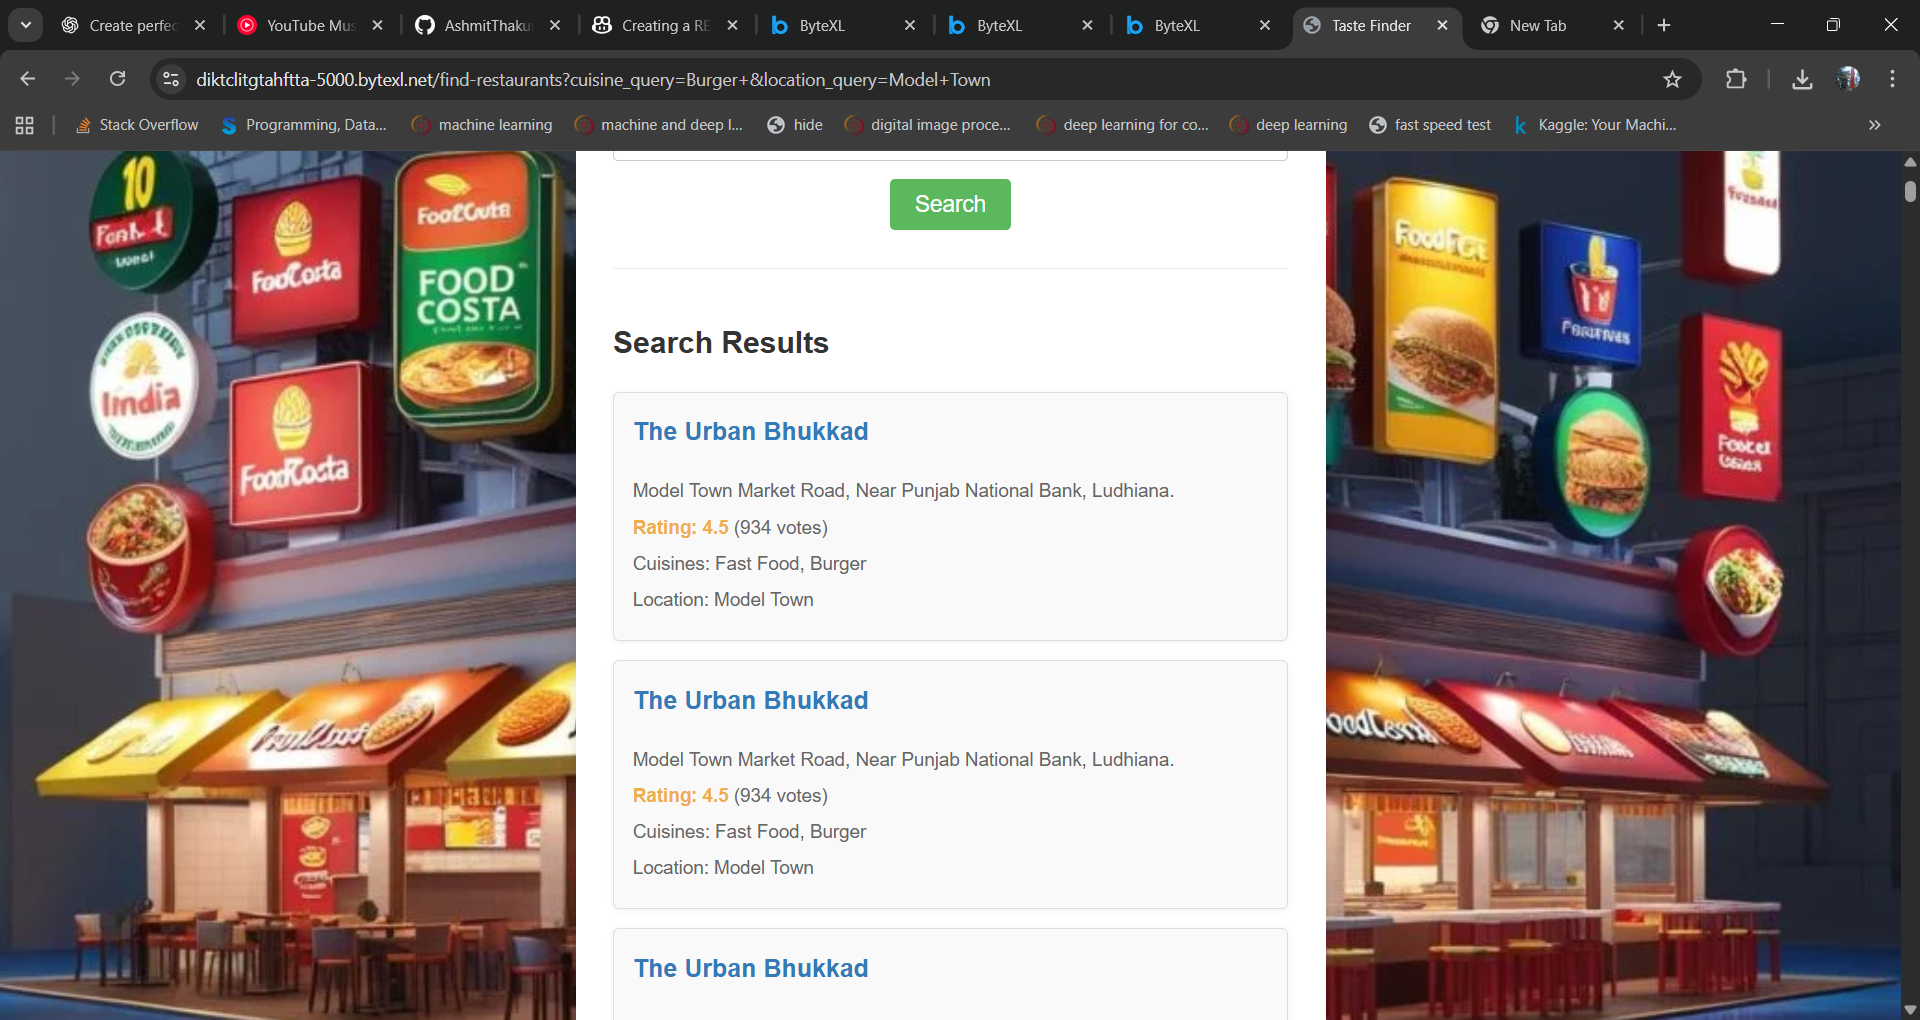 Create perfec
YouTube Mus
AshmitThaku
Creating a RE
ByteXL
ByteXL
ByteXL
Taste Finder
New Tab
diktclitgtahftta-5000.bytexl.net/find-restaurants?cuisine_query=Burger+&location_query=Model+Town
Stack Overflow
Programming, Data...
machine learning
machine and deep l...
hide
digital image proce...
deep learning for co...
deep learning
fast speed test
Kaggle: Your Machi...
10
FooCosta
FOOD
COSTA
Iindia
FoodCosta
Search
Search Results
The Urban Bhukkad
Model Town Market Road, Near Punjab National Bank, Ludhiana.
Rating: 4.5 (934 votes)
Cuisines: Fast Food, Burger
Location: Model Town
The Urban Bhukkad
Model Town Market Road, Near Punjab National Bank, Ludhiana.
Rating: 4.5 (934 votes)
Cuisines: Fast Food, Burger
Location: Model Town
The Urban Bhukkad